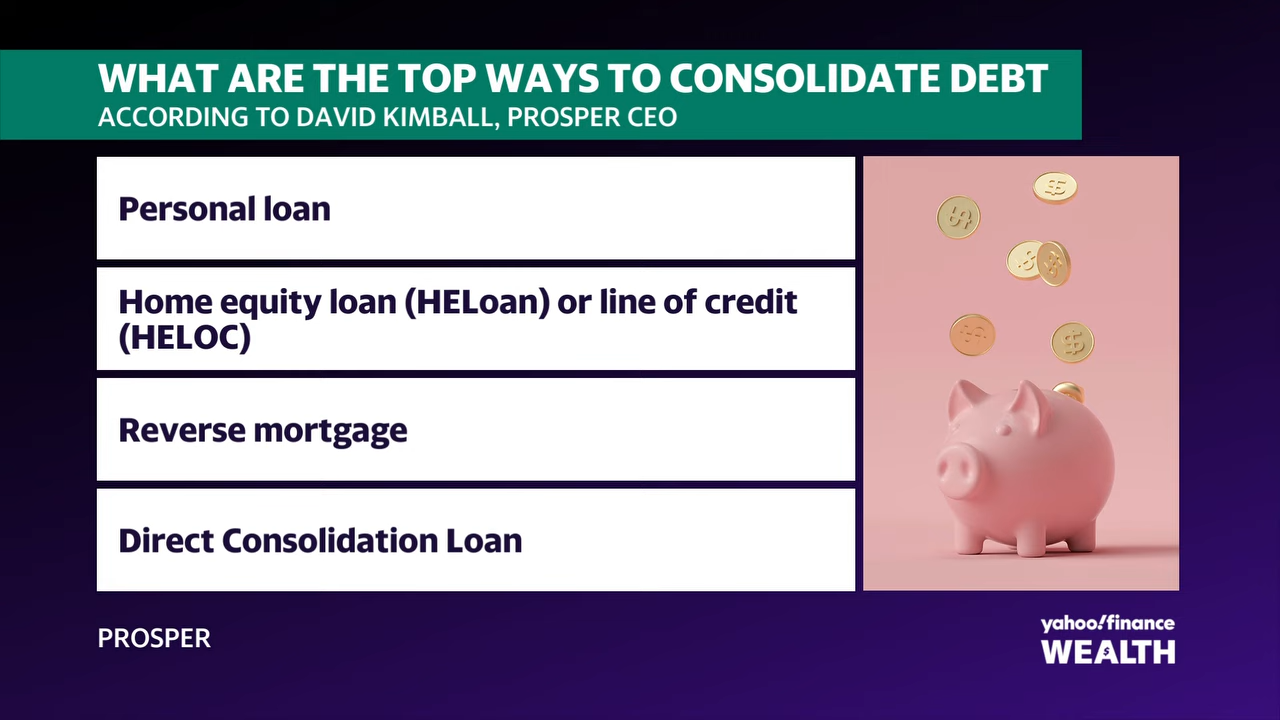 WHAT ARE THE TOP WAYS TO CONSOLIDATE DEBT
ACCORDING TO DAVID KIMBALL, PROSPER CEO
Personal loan
Home equity loan (HELoan) or line of credit
(HELOC)
Reverse mortgage
Direct Consolidation Loan
PROSPER
yahoo!finance
WEALTH